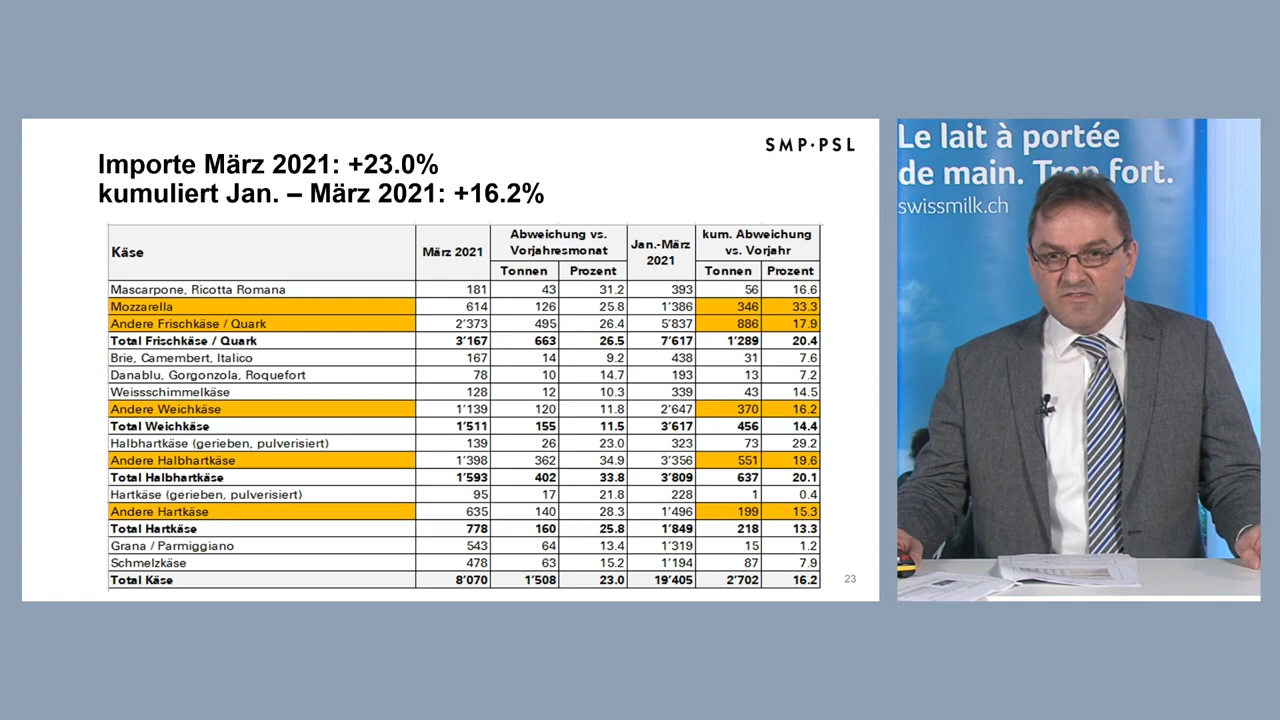 SMP·PSL
Importe März 2021: +23.0%
kumuliert Jan. – März 2021: +16.2%
Käse März 2021 Abweichung vs. Vorjahresmonat Jan.-März 2021 kum. Abweichung vs. Vorjahr
Tonnen Prozent Tonnen Prozent
Mascarpone, Ricotta Romana 181 43 31.2 393 56 16.6
Mozzarella 614 126 25.8 1'386 346 33.3
Andere Frischkäse / Quark 2'373 495 26.4 5'837 886 17.9
Total Frischkäse / Quark 3'167 663 26.5 7'617 1'289 20.4
Brie, Camembert, Italico 167 14 9.2 438 31 7.6
Danablu, Gorgonzola, Roquefort 78 10 14.7 193 13 7.2
Weissschimmelkäse 128 12 10.3 339 43 14.5
Andere Weichkäse 1'139 120 11.8 2'647 370 16.2
Total Weichkäse 1'511 155 11.5 3'617 456 14.4
Halbhartkäse (gerieben, pulverisiert) 139 26 23.0 323 73 29.2
Andere Halbhartkäse 1'398 362 34.9 3'356 551 19.6
Total Halbhartkäse 1'593 402 33.8 3'809 637 20.1
Hartkäse (gerieben, pulverisiert) 95 17 21.8 228 1 0.4
Andere Hartkäse 635 140 28.3 1'496 199 15.3
Total Hartkäse 778 160 25.8 1'849 218 13.3
Grana / Parmiggiano 543 64 13.4 1'319 15 1.2
Schmelzkäse 478 63 15.2 1'194 87 7.9
Total Käse 8'070 1'508 23.0 19'405 2'702 16.2
23
Le lait à portée
de main. Trop fort.
swissmilk.ch